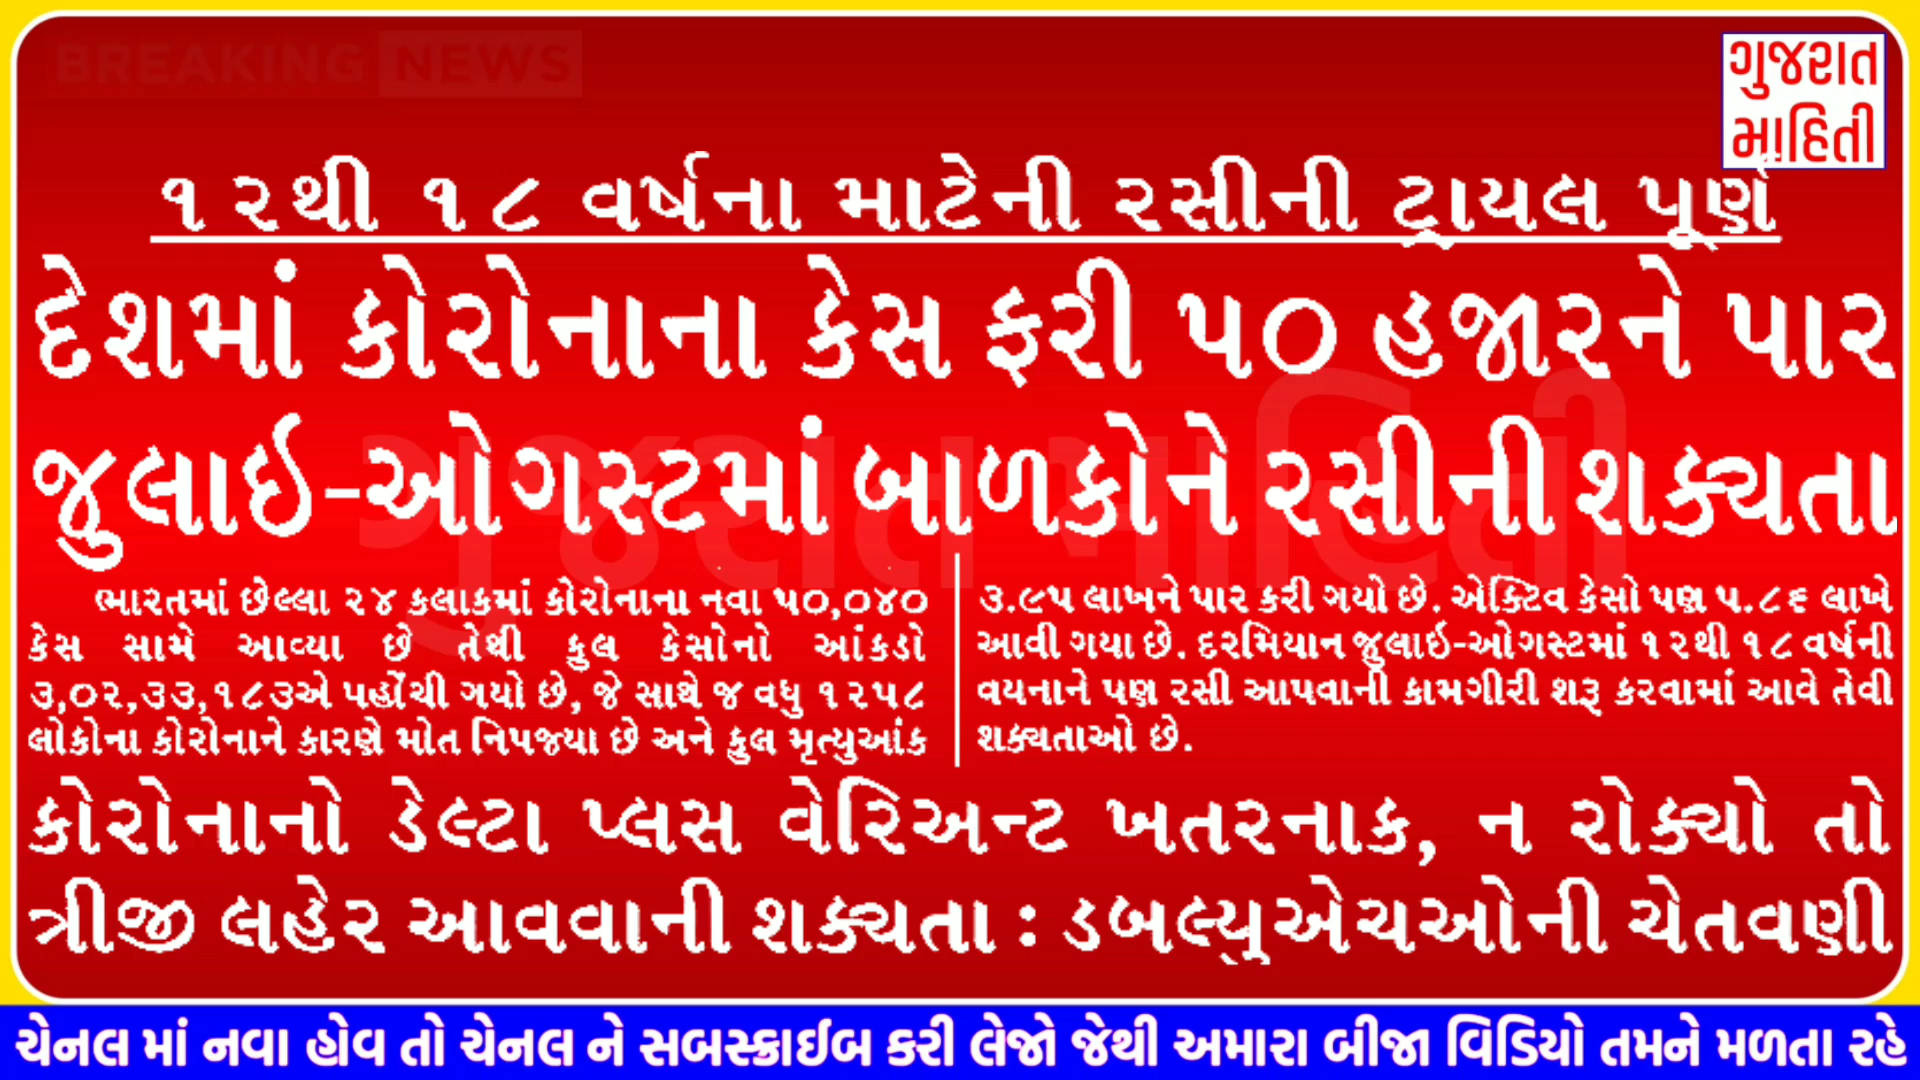 BREAKING NEWS
ગુજરાત
માહિતી
૧૨થી ૧૮ વર્ષના માટેની રસીની ટ્રાયલ પૂર્ણ
દેશમાં કોરોનાના કેસ ફરી ૫૦ હજારને પાર
જુલાઇ-ઓગસ્ટમાં બાળકોને રસીની શક્યતા
ભારતમાં છેલ્લા ૨૪ કલાકમાં કોરોનાના નવા ૫૦,૦૪૦
કેસ સામે આવ્યા છે તેથી કુલ કેસોનો આંકડો
૩,૦૨,૩૩,૧૮૩એ પહોંચી ગયો છે, જે સાથે જ વધુ ૧૨૫૮
લોકોના કોરોનાને કારણે મોત નિપજ્યા છે અને કુલ મૃત્યુઆંક
૩.૯૫ લાખને પાર કરી ગયો છે. એક્ટિવ કેસો પણ ૫.૮૬ લાખે
આવી ગયા છે. દરમિયાન જુલાઇ-ઓગસ્ટમાં ૧૨થી ૧૮ વર્ષની
વયનાને પણ રસી આપવાની કામગીરી શરૂ કરવામાં આવે તેવી
શક્યતાઓ છે.
કોરોનાનો ડેલ્ટા પ્લસ વેરિઅન્ટ ખતરનાક, ન રોક્યો તો
ત્રીજી લહેર આવવાની શક્યતા : ડબલ્યુએચઓની ચેતવણી
ચેનલ માં નવા હોવ તો ચેનલ ને સબસ્ક્રાઈબ કરી લેજો જેથી અમારા બીજા વિડિયો તમને મળતા રહે